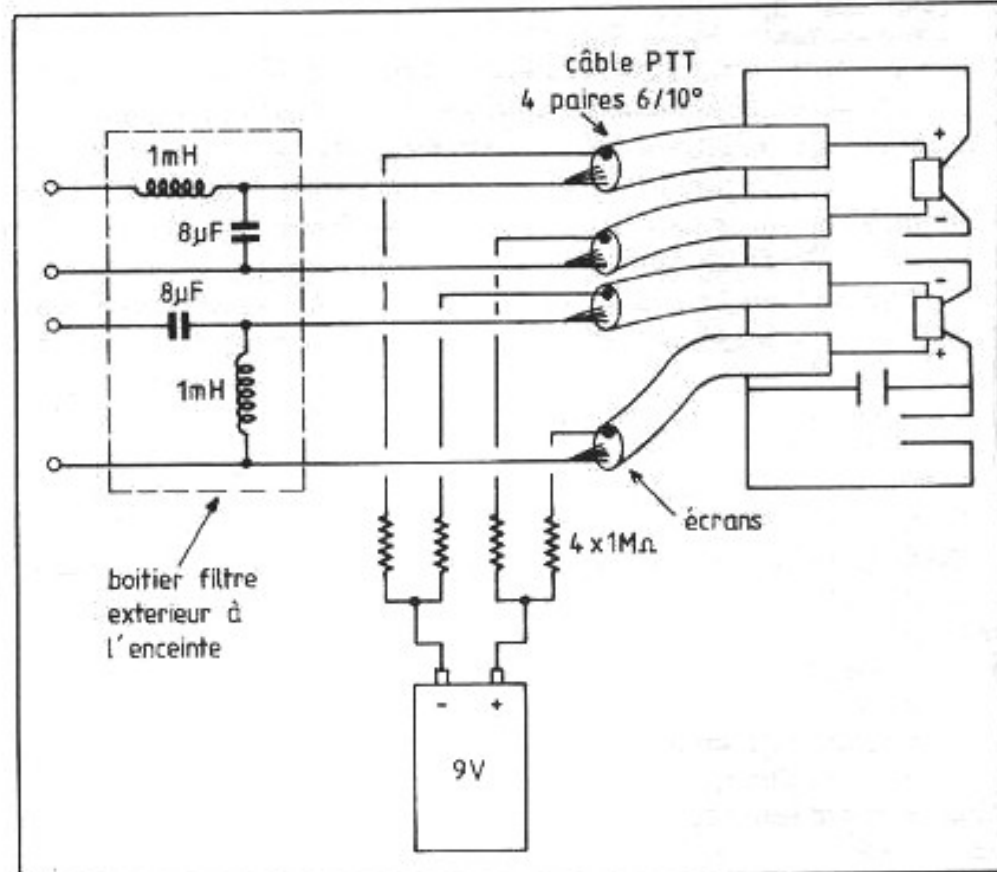 câble PTT
4 paires 6/10°
1mH
8µF
8µF
1mH
+
-
-
+
écrans
4 x 1MΩ
boitier filtre
exterieur à
l'enceinte
- +
9V